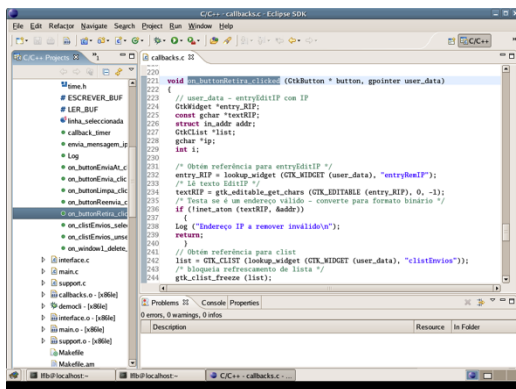 C/C++ - callbacks.c - Eclipse SDK
File Edit Refactor Navigate Search Project Run Window Help
C/C++
C/C++ Projects
callbacks.c
time.h
# ESCREVER_BUF
# LER_BUF
linha_seleccionada
callback_timer
envia_mensagem_ip
Log
on_buttonEnviaAt_c
on_buttonEnvia_clic
on_buttonLimpa_clic
on_buttonReenvia_c
on_buttonRetira_clic
on_clistEnvios_selec
on_clistEnvios_unse
on_window1_delete_
interface.c
main.c
support.c
callbacks.o - [x86le]
democli - [x86le]
interface.o - [x86le]
main.o - [x86le]
support.o - [x86le]
Makefile
Makefile.am
220
221 void on_buttonRetira_clicked (GtkButton * button, gpointer user_data)
222 {
223 // user_data - entryEditIP com IP
224 GtkWidget *entry_RIP;
225 const gchar *textRIP;
226 struct in_addr addr;
227 GtkCList *list;
228 gchar *ip;
229 int i;
230
231 /* Obtém referência para entryEditIP */
232 entry_RIP = lookup_widget (GTK_WIDGET (user_data), "entryRemIP");
233 /* Lê texto EditIP */
234 textRIP = gtk_editable_get_chars (GTK_EDITABLE (entry_RIP), 0, -1);
235 /* Testa se é um endereço válido - converte para formato binário */
236 if (!inet_aton (textRIP, &addr))
237 {
238 Log ("Endereço IP a remover inválido\n");
239 return;
240 }
241 // Obtém referência para clist
242 list = GTK_CLIST (lookup_widget (GTK_WIDGET (user_data), "clistEnvios"));
243 /* bloqueia refrescamento de lista */
244 gtk_clist_freeze (list);
Problems Console Properties
0 errors, 0 warnings, 0 infos
Description Resource In Folder
lflb@localhost:~ lflb@localhost:~ C/C++ - callbacks.c - ...